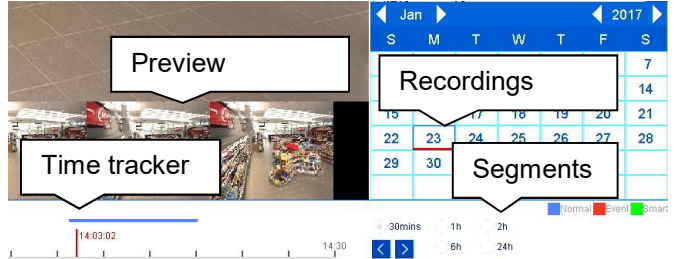 Jan 2017
S M T W T F S
Preview
7
Recordings
14
15 17 18 19 20 21
22 23 24 25 26 27 28
Time tracker
29 30
Segments
Normal Event Smart
30mins 1h 2h
14:03:02
14:30
6h 24h